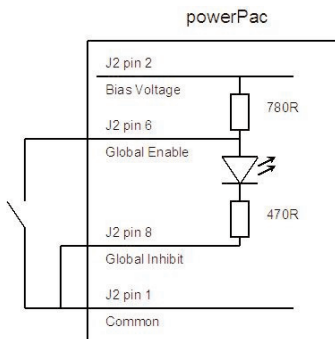 powerPac
J2 pin 2
Bias Voltage
780R
J2 pin 6
Global Enable
470R
J2 pin 8
Global Inhibit
J2 pin 1
Common